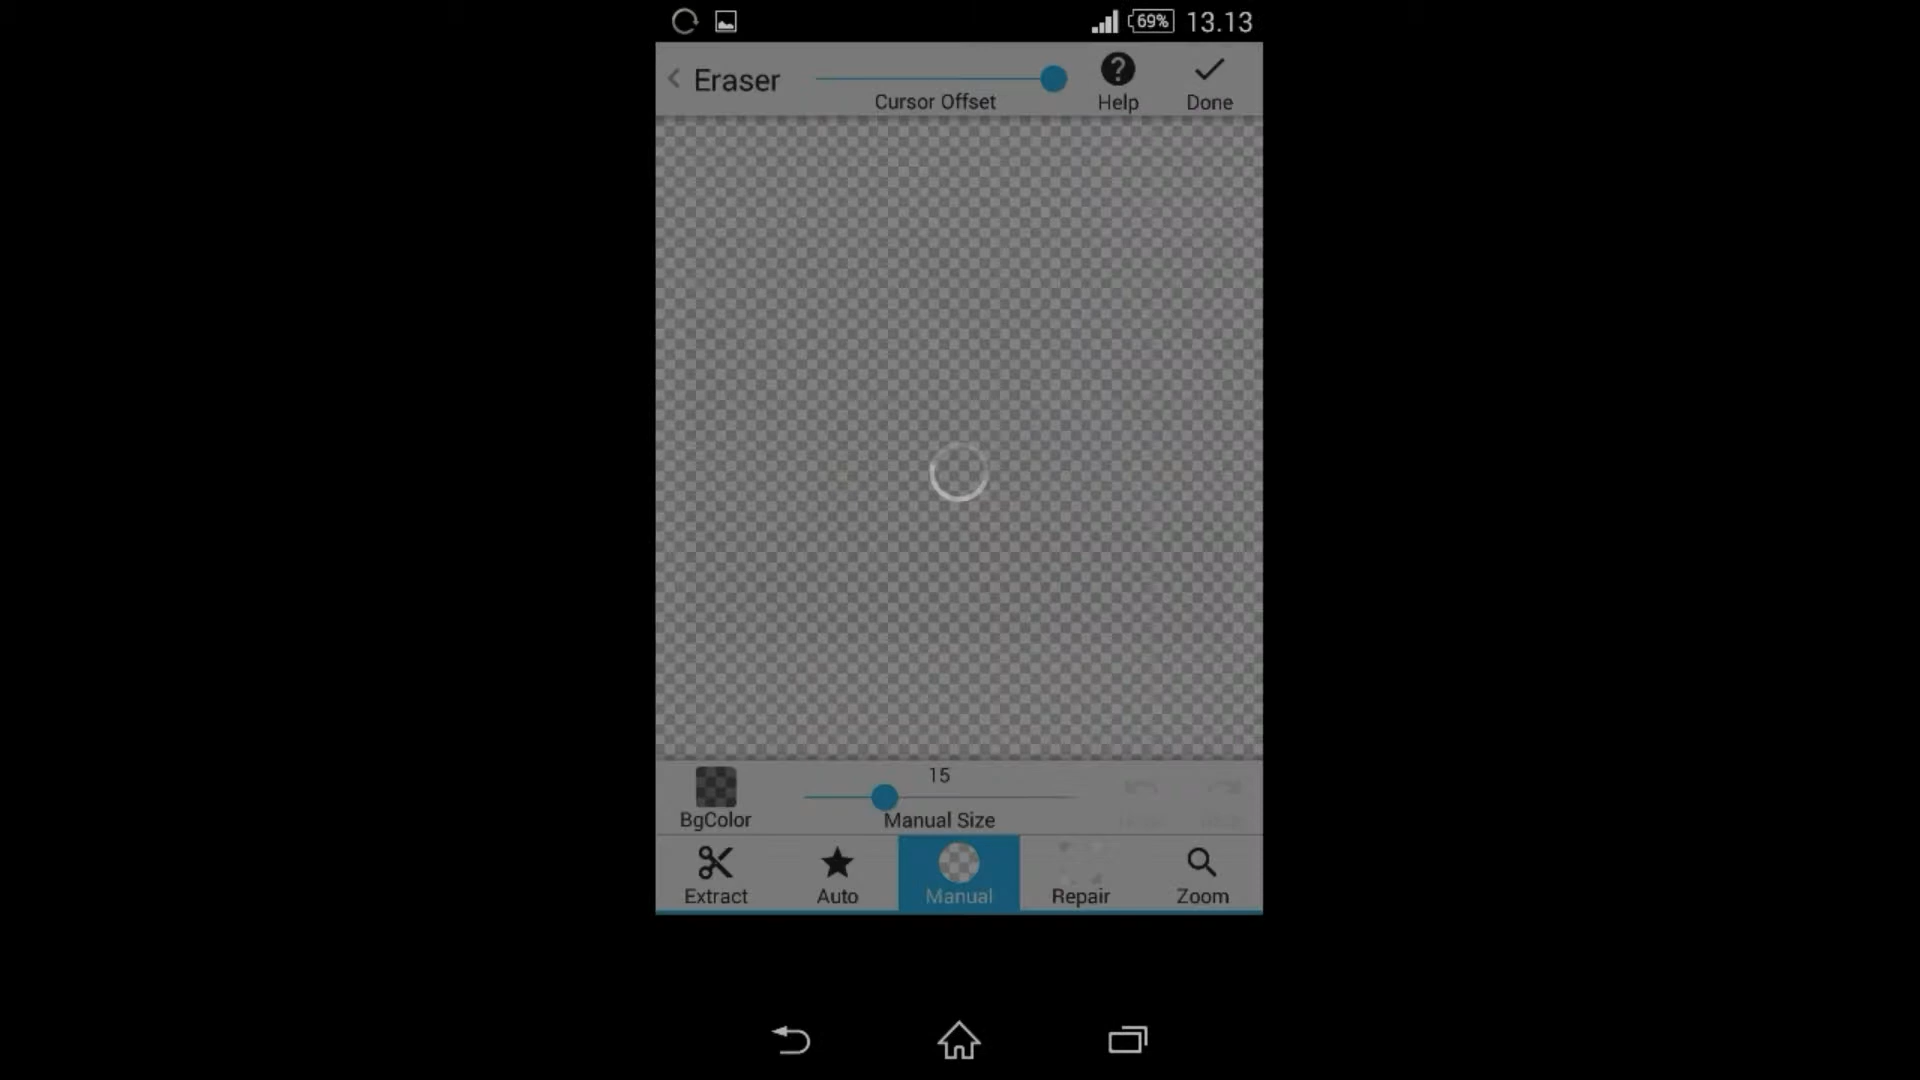 69% 13.13
Eraser
Cursor Offset
Help
Done
15
BgColor
Manual Size
Extract
Auto
Manual
Repair
Zoom